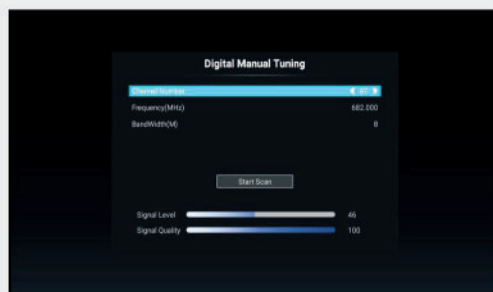 Digital Manual Tuning
Channel Number
Frequency(MHz) 682.000
BandWidth(M) 8
Start Scan
Signal Level 46
Signal Quality 100